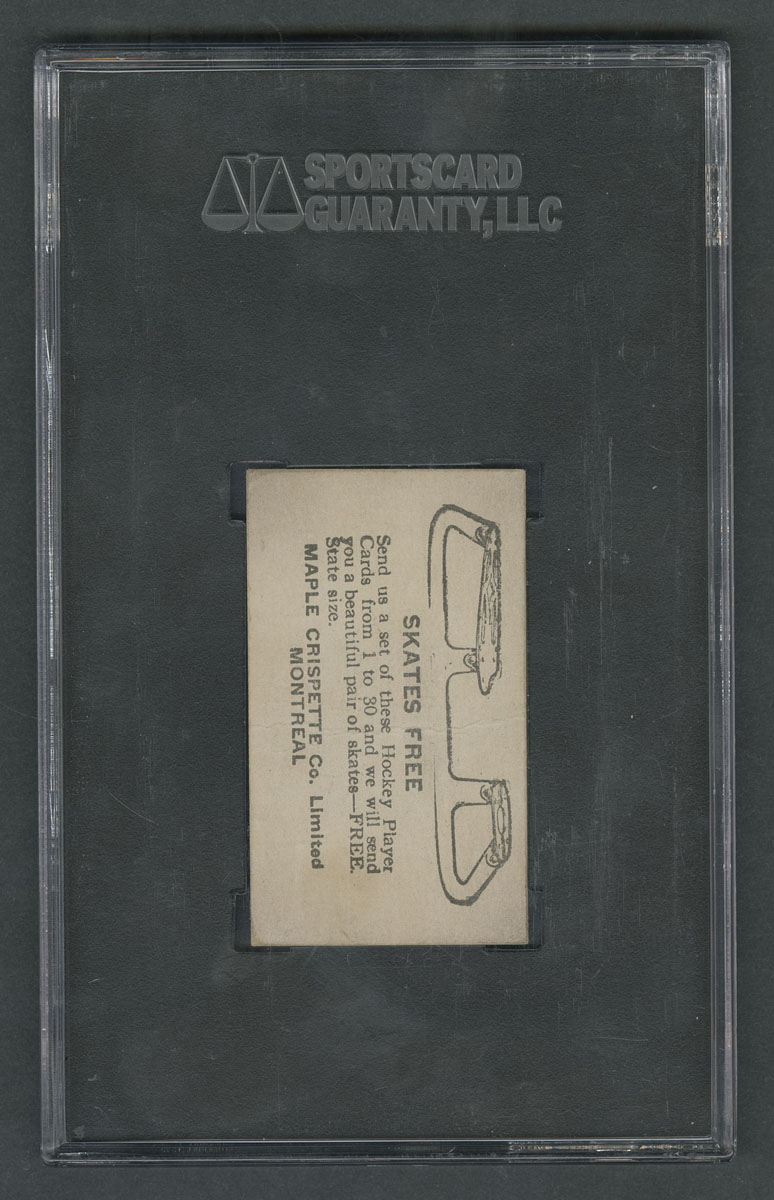 SPORTSCARD
GUARANTY, LLC
SKATES FREE
Send us a set of these Hockey Player
Cards from 1 to 30 and we will send
you a beautiful pair of skates—FREE.
State size.
MAPLE CRISPETTE Co. Limited
MONTREAL